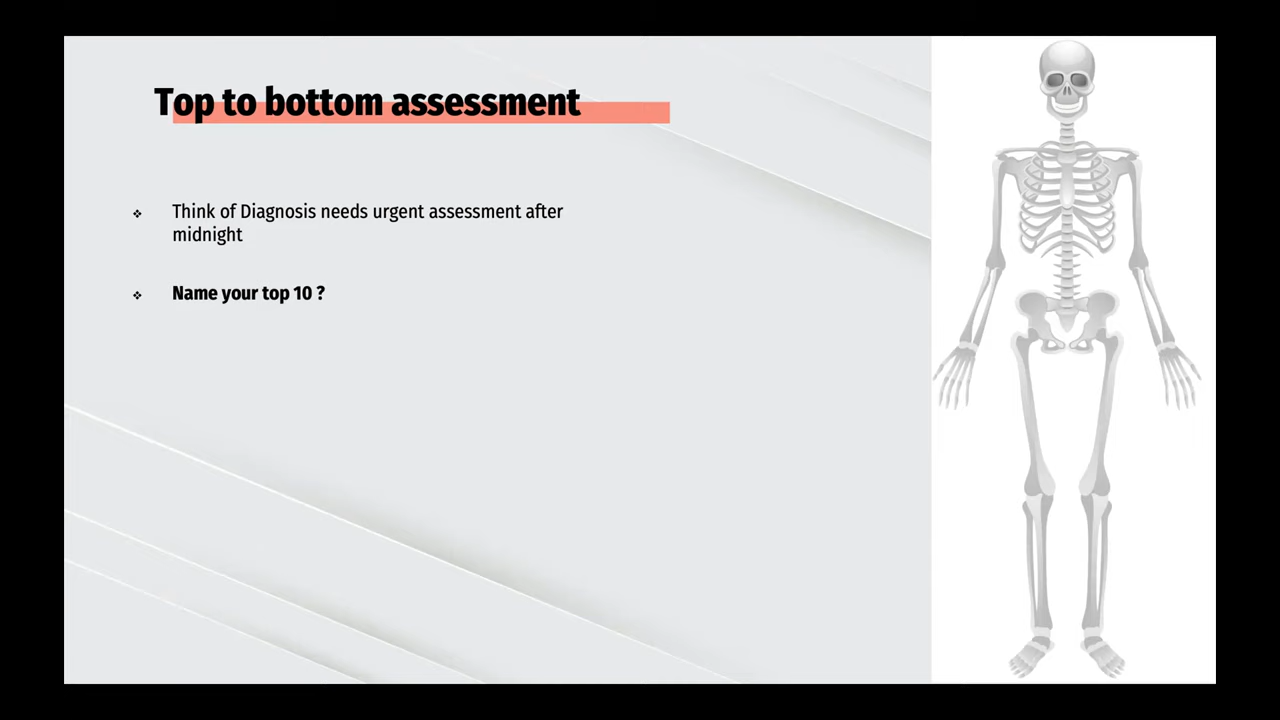 Top to bottom assessment
Think of Diagnosis needs urgent assessment after
midnight
Name your top 10 ?